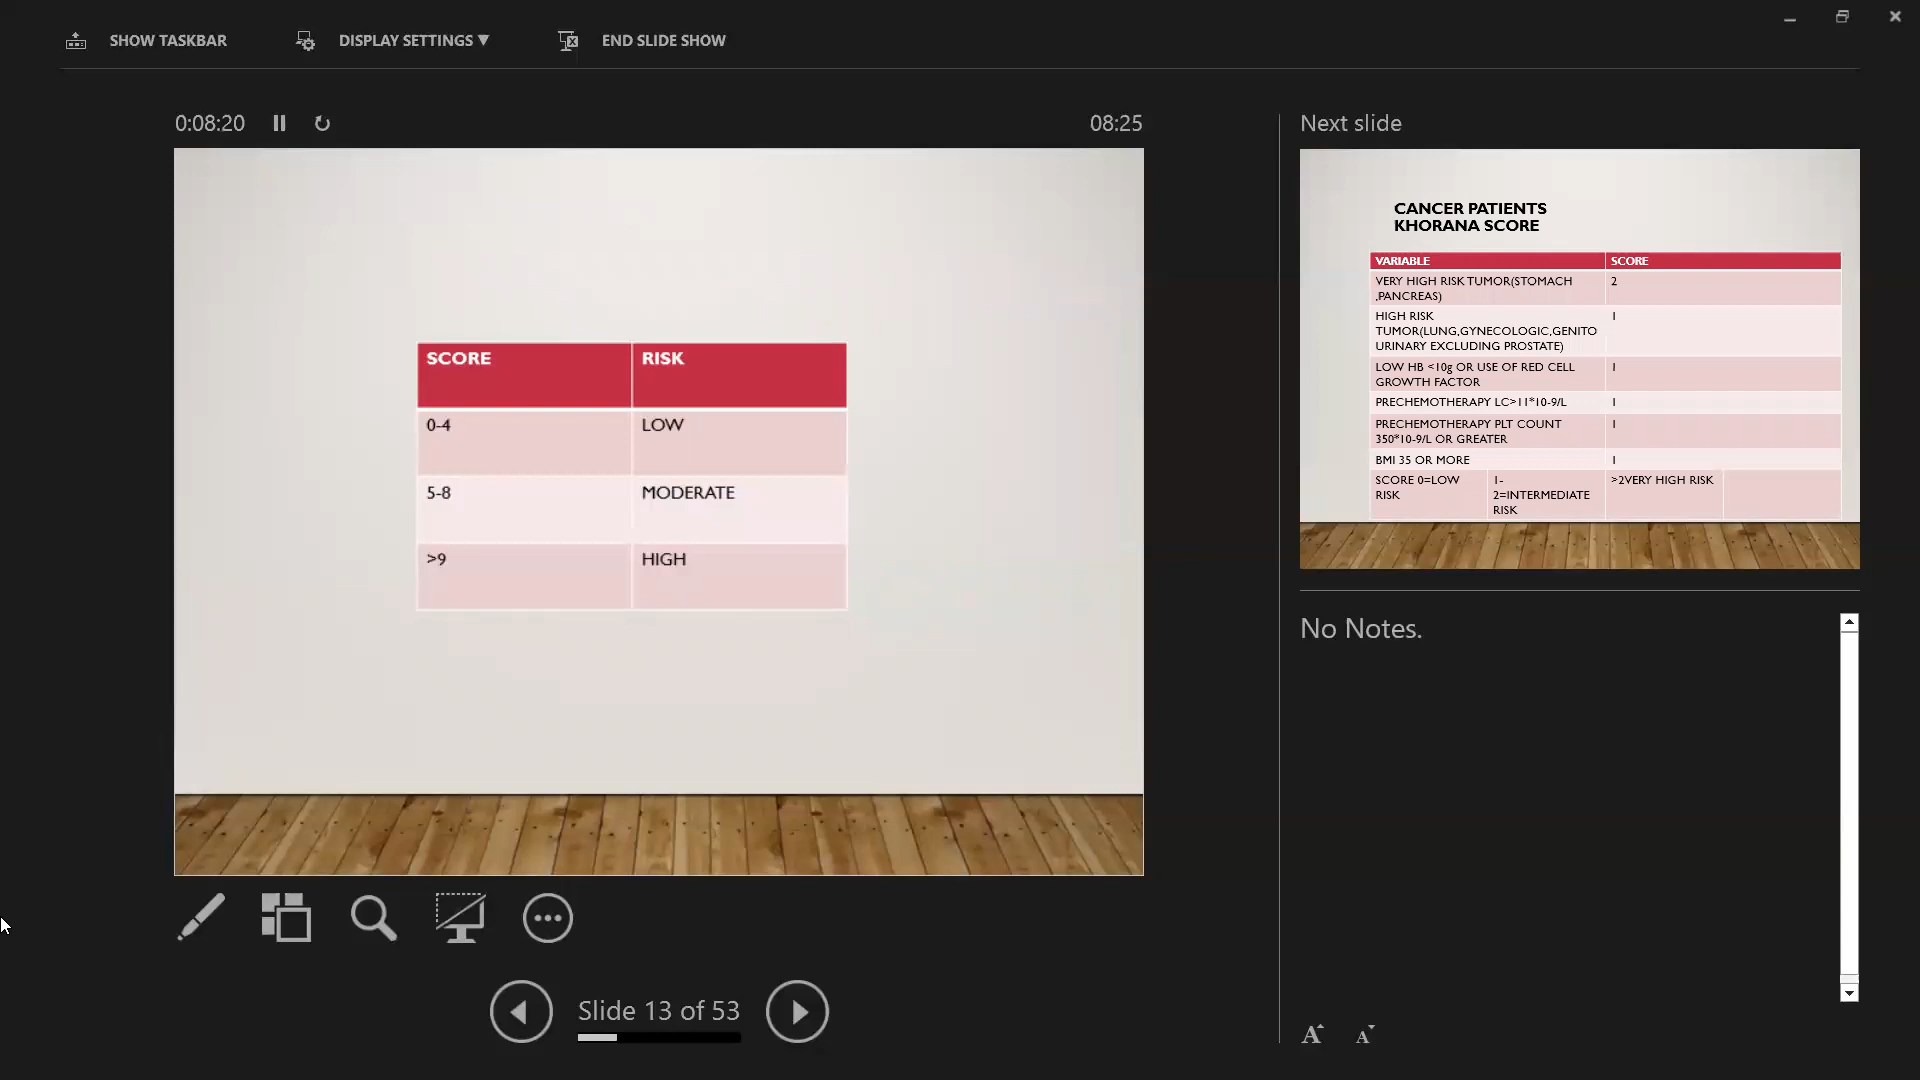 SHOW TASKBAR
DISPLAY SETTINGS ▼
END SLIDE SHOW
0:08:20
08:25
SCORE RISK
0-4 LOW
5-8 MODERATE
>9 HIGH
Slide 13 of 53
Next slide
CANCER PATIENTS
KHORANA SCORE
VARIABLE SCORE
VERY HIGH RISK TUMOR(STOMACH 2
,PANCREAS)
HIGH RISK 1
TUMOR(LUNG,GYNECOLOGIC,GENITO
URINARY EXCLUDING PROSTATE)
LOW HB <10g OR USE OF RED CELL 1
GROWTH FACTOR
PRECHEMOTHERAPY LC>11*10-9/L 1
PRECHEMOTHERAPY PLT COUNT 1
350*10-9/L OR GREATER
BMI 35 OR MORE 1
SCORE 0=LOW 1- >2VERY HIGH RISK
RISK 2=INTERMEDIATE
RISK
No Notes.
A A